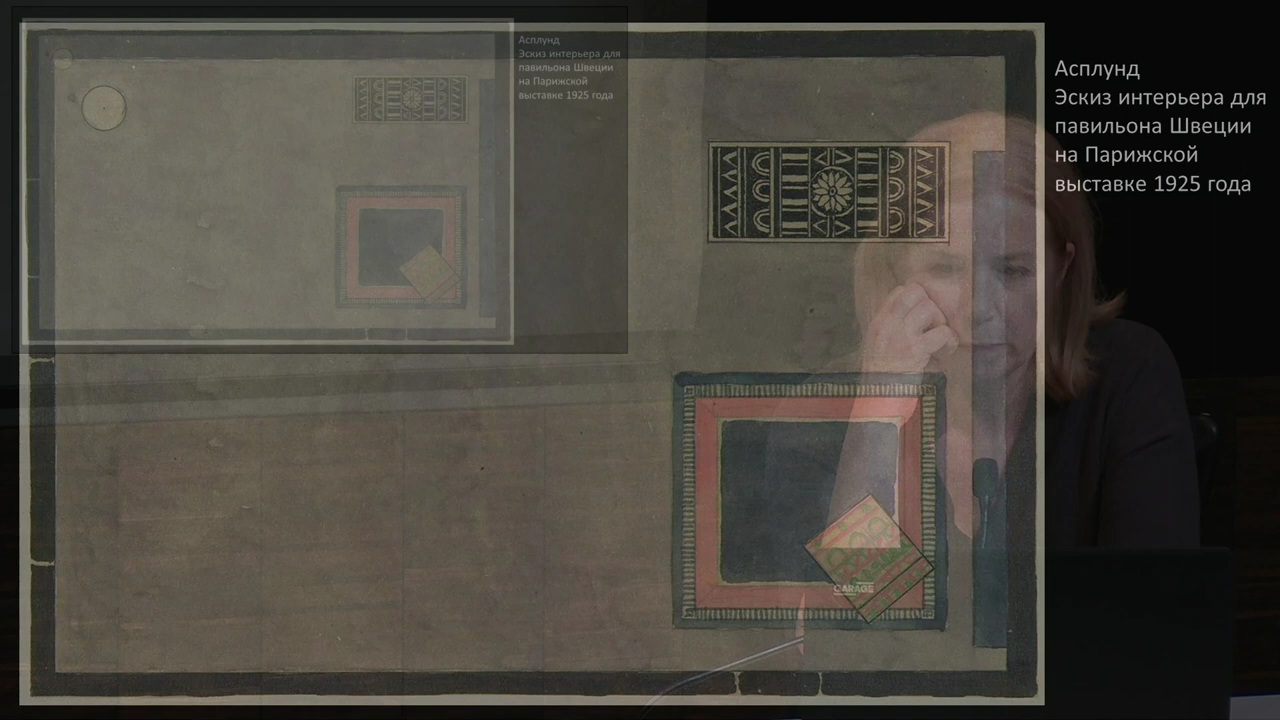 Асплунд
Эскиз интерьера для
павильона Швеции
на Парижской
выставке 1925 года
Асплунд
Эскиз интерьера для
павильона Швеции
на Парижской
выставке 1925 года
GARAGE